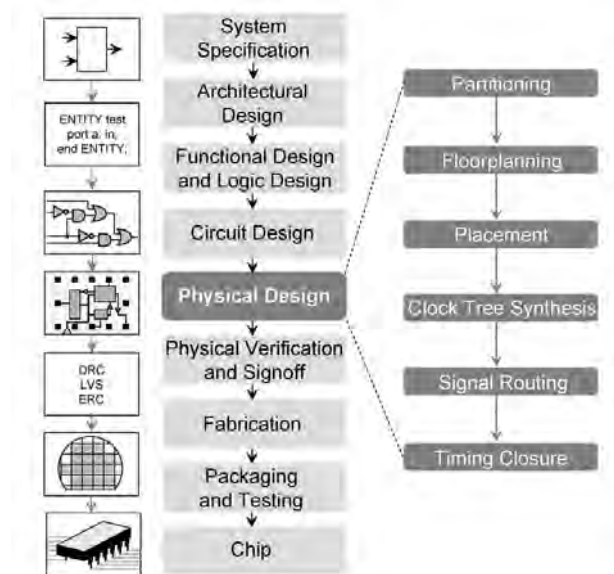 ENTITY test
port a: in;
end ENTITY;
DRC
LVS
ERC
System
Specification
Architectural
Design
Functional Design
and Logic Design
Circuit Design
Physical Design
Physical Verification
and Signoff
Fabrication
Packaging
and Testing
Chip
Partitioning
Floorplanning
Placement
Clock Tree Synthesis
Signal Routing
Timing Closure